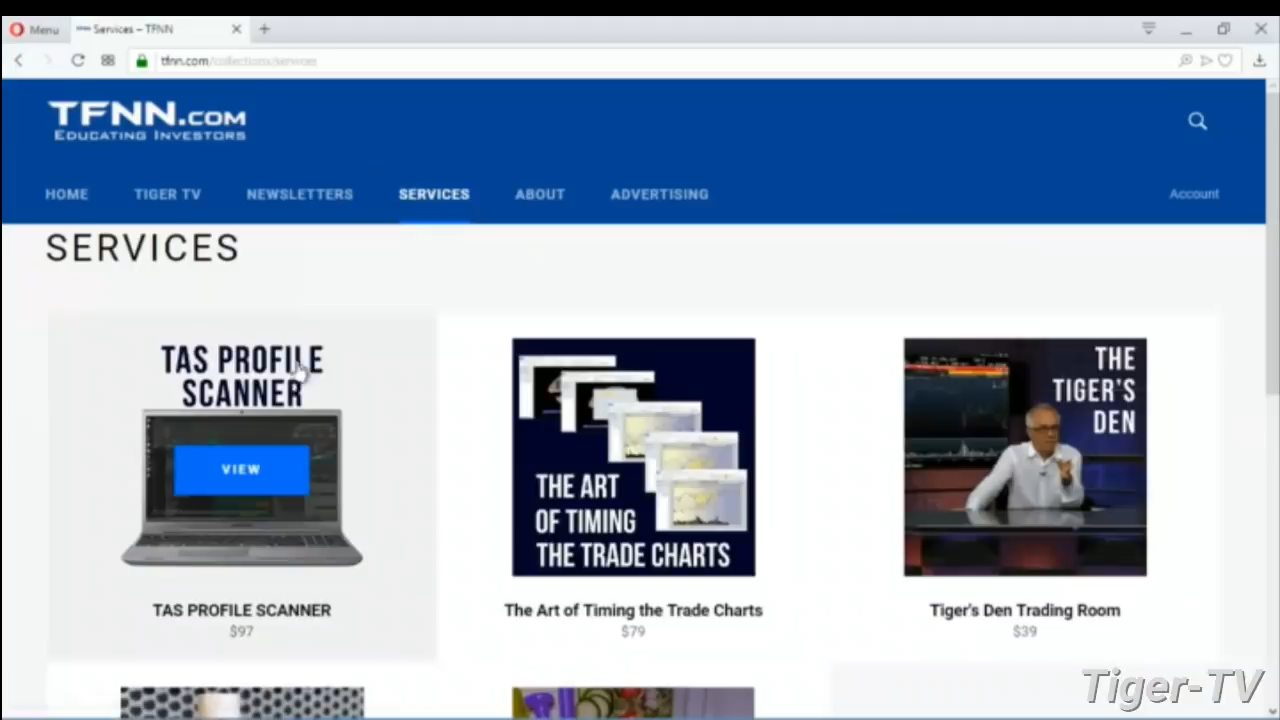 Menu
Services – TFNN
tfnn.com/collections/services
TFNN.COM
EDUCATING INVESTORS
HOME
TIGER TV
NEWSLETTERS
SERVICES
ABOUT
ADVERTISING
Account
SERVICES
TAS PROFILE
SCANNER
VIEW
THE ART
OF TIMING
THE TRADE CHARTS
THE
TIGER'S
DEN
TAS PROFILE SCANNER
$97
The Art of Timing the Trade Charts
$79
Tiger's Den Trading Room
$39
Tiger-TV